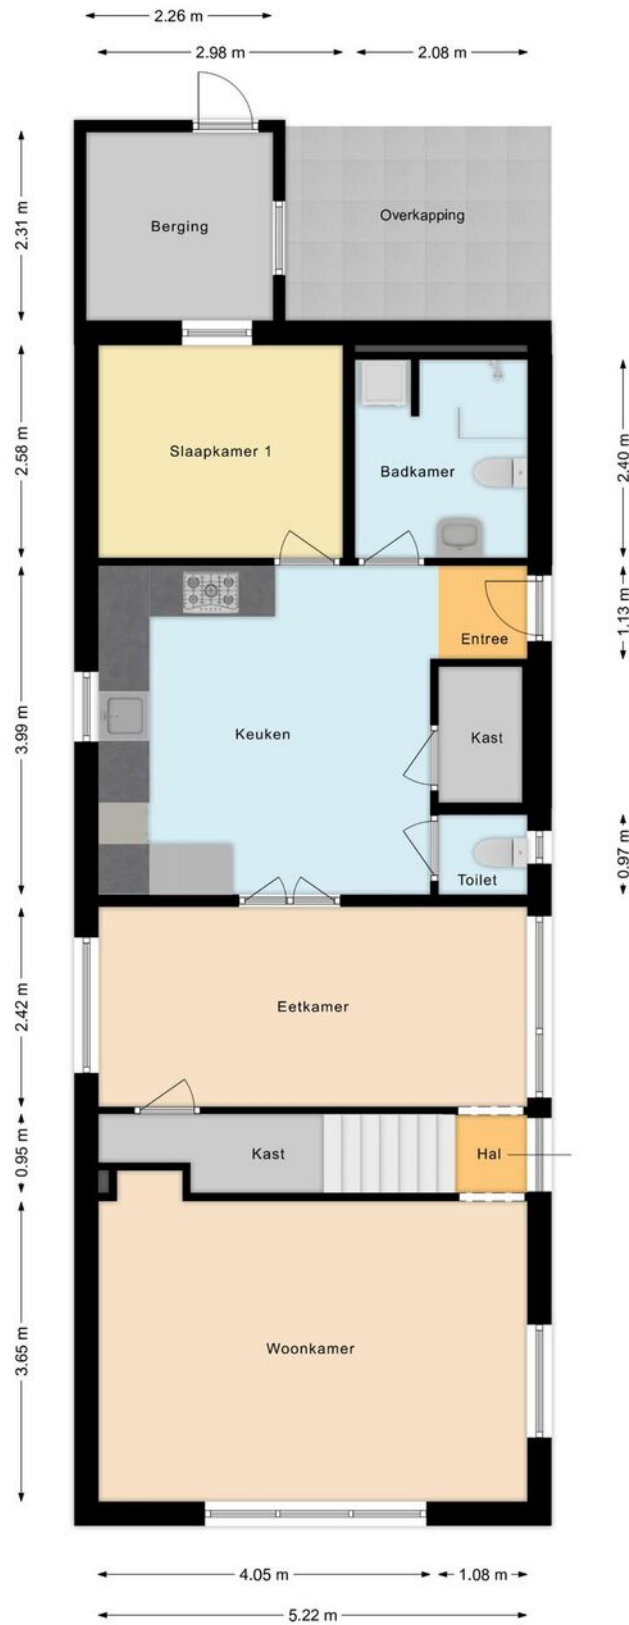 2.26 m
2.98 m
2.08 m
2.31 m
Berging
Overkapping
2.58 m
Slaapkamer 1
Badkamer
2.40 m
3.99 m
Entree
1.13 m
Keuken
Kast
Toilet
0.97 m
2.42 m
Eetkamer
0.95 m
Kast
Hal
3.65 m
Woonkamer
4.05 m
1.08 m
5.22 m